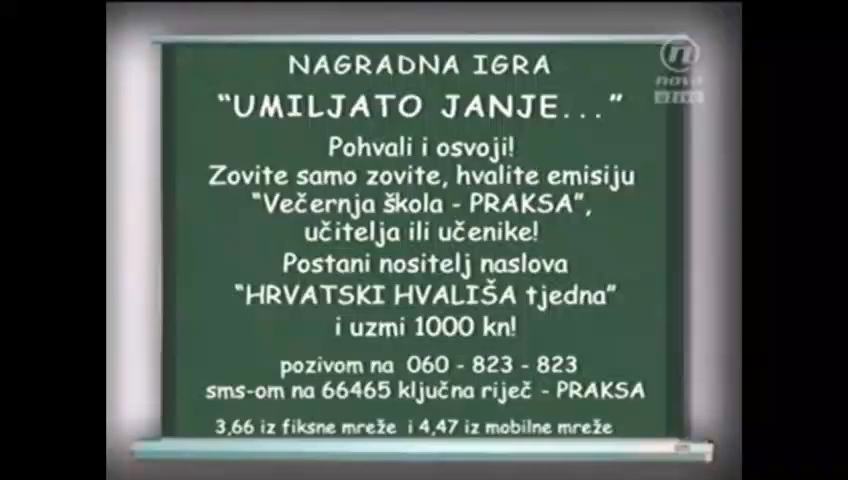 NAGRADNA IGRA
"UMILJATO JANJE..."
Pohvali i osvoji!
Zovite samo zovite, hvalite emisiju
"Večernja škola - PRAKSA",
učitelja ili učenike!
Postani nositelj naslova
"HRVATSKI HVALIŠA tjedna"
i uzmi 1000 kn!
pozivom na 060 - 823 - 823
sms-om na 66465 ključna riječ - PRAKSA
3,66 iz fiksne mreže i 4,47 iz mobilne mreže
nova
uživo